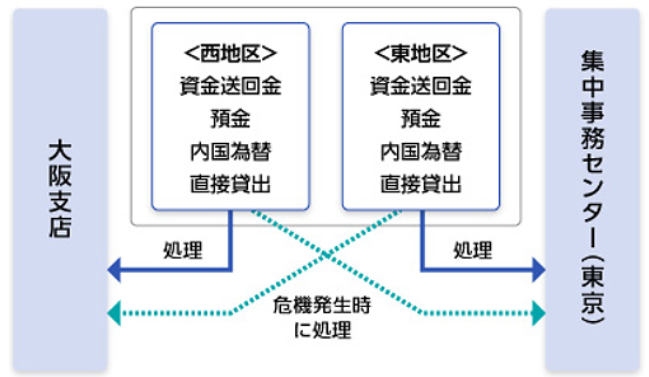 大阪支店
＜西地区＞
資金送回金
預金
内国為替
直接貸出
＜東地区＞
資金送回金
預金
内国為替
直接貸出
集中事務センター（東京）
処理
処理
危機発生時
に処理